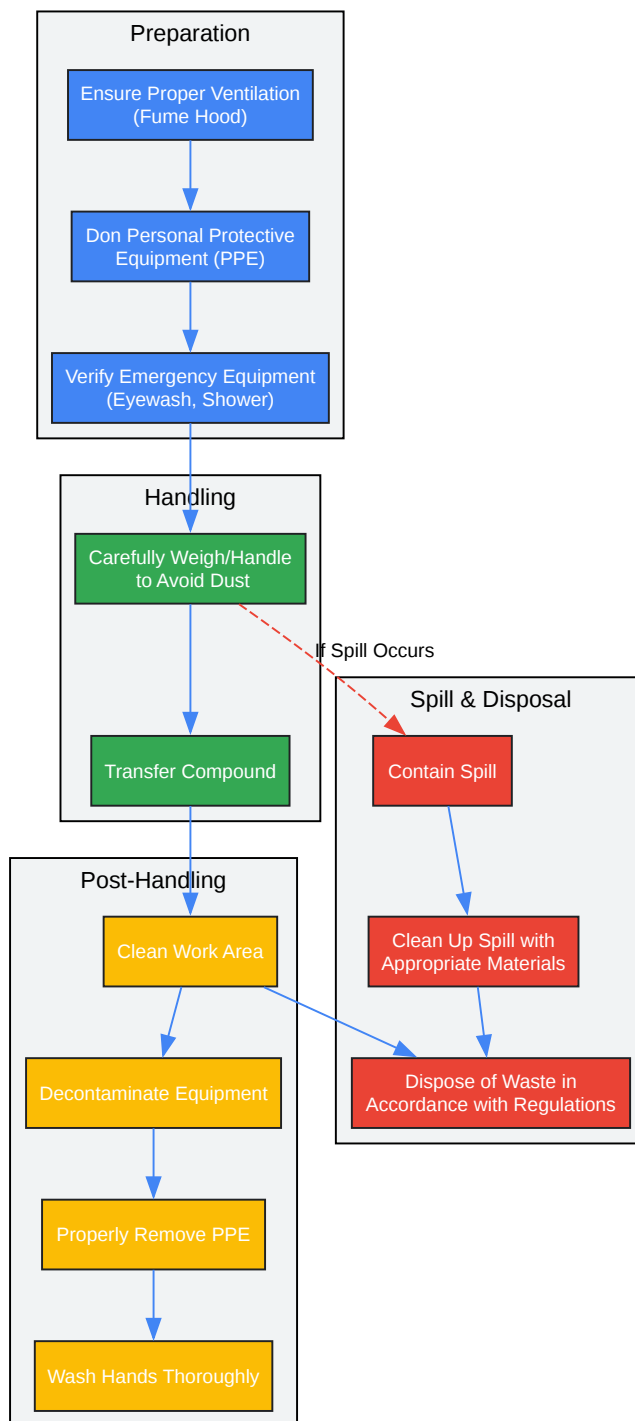 Preparation
Ensure Proper Ventilation
(Fume Hood)
Don Personal Protective
Equipment (PPE)
Verify Emergency Equipment
(Eyewash, Shower)
Handling
Carefully Weigh/Handle
to Avoid Dust
If Spill Occurs
Transfer Compound
Spill & Disposal
Contain Spill
Clean Up Spill with
Appropriate Materials
Dispose of Waste in
Accordance with Regulations
Post-Handling
Clean Work Area
Decontaminate Equipment
Properly Remove PPE
Wash Hands Thoroughly